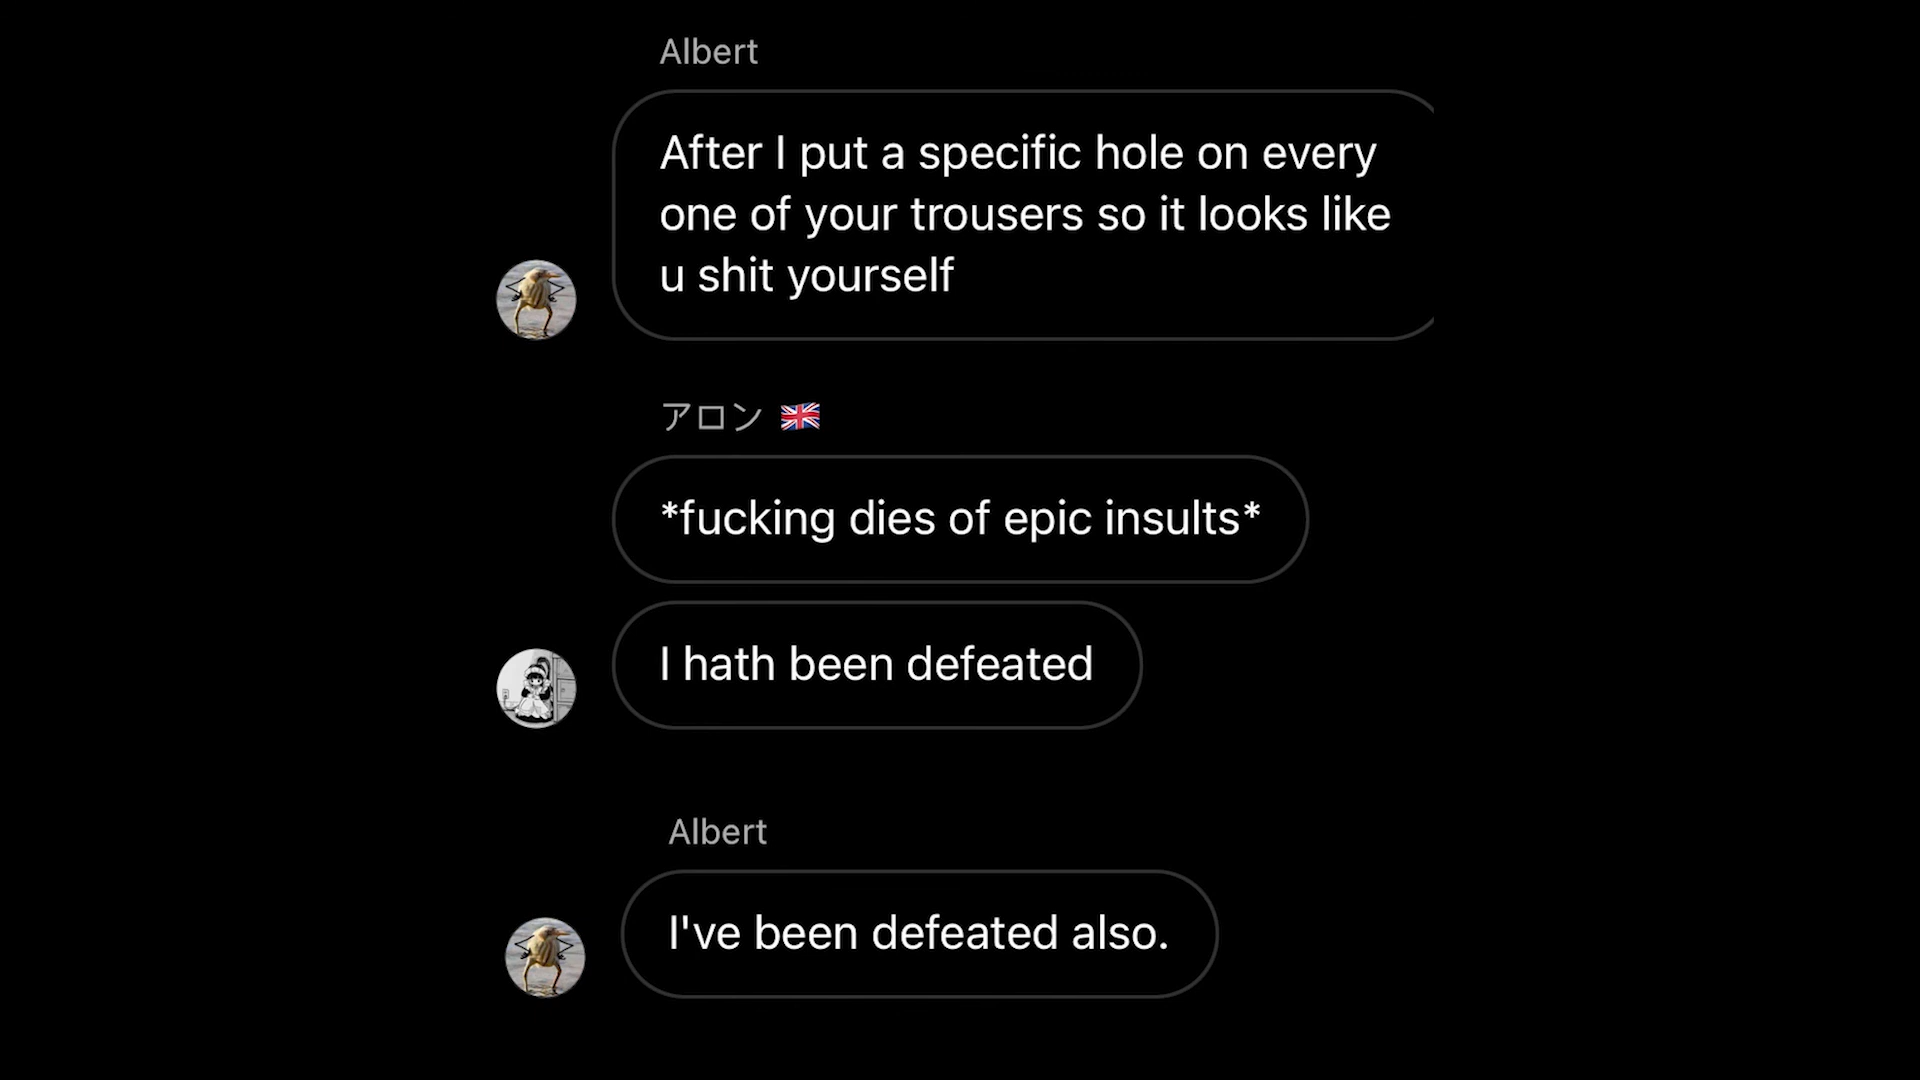 Albert
After I put a specific hole on every
one of your trousers so it looks like
u shit yourself
アロン 🇬🇧
*fucking dies of epic insults*
I hath been defeated
Albert
I've been defeated also.